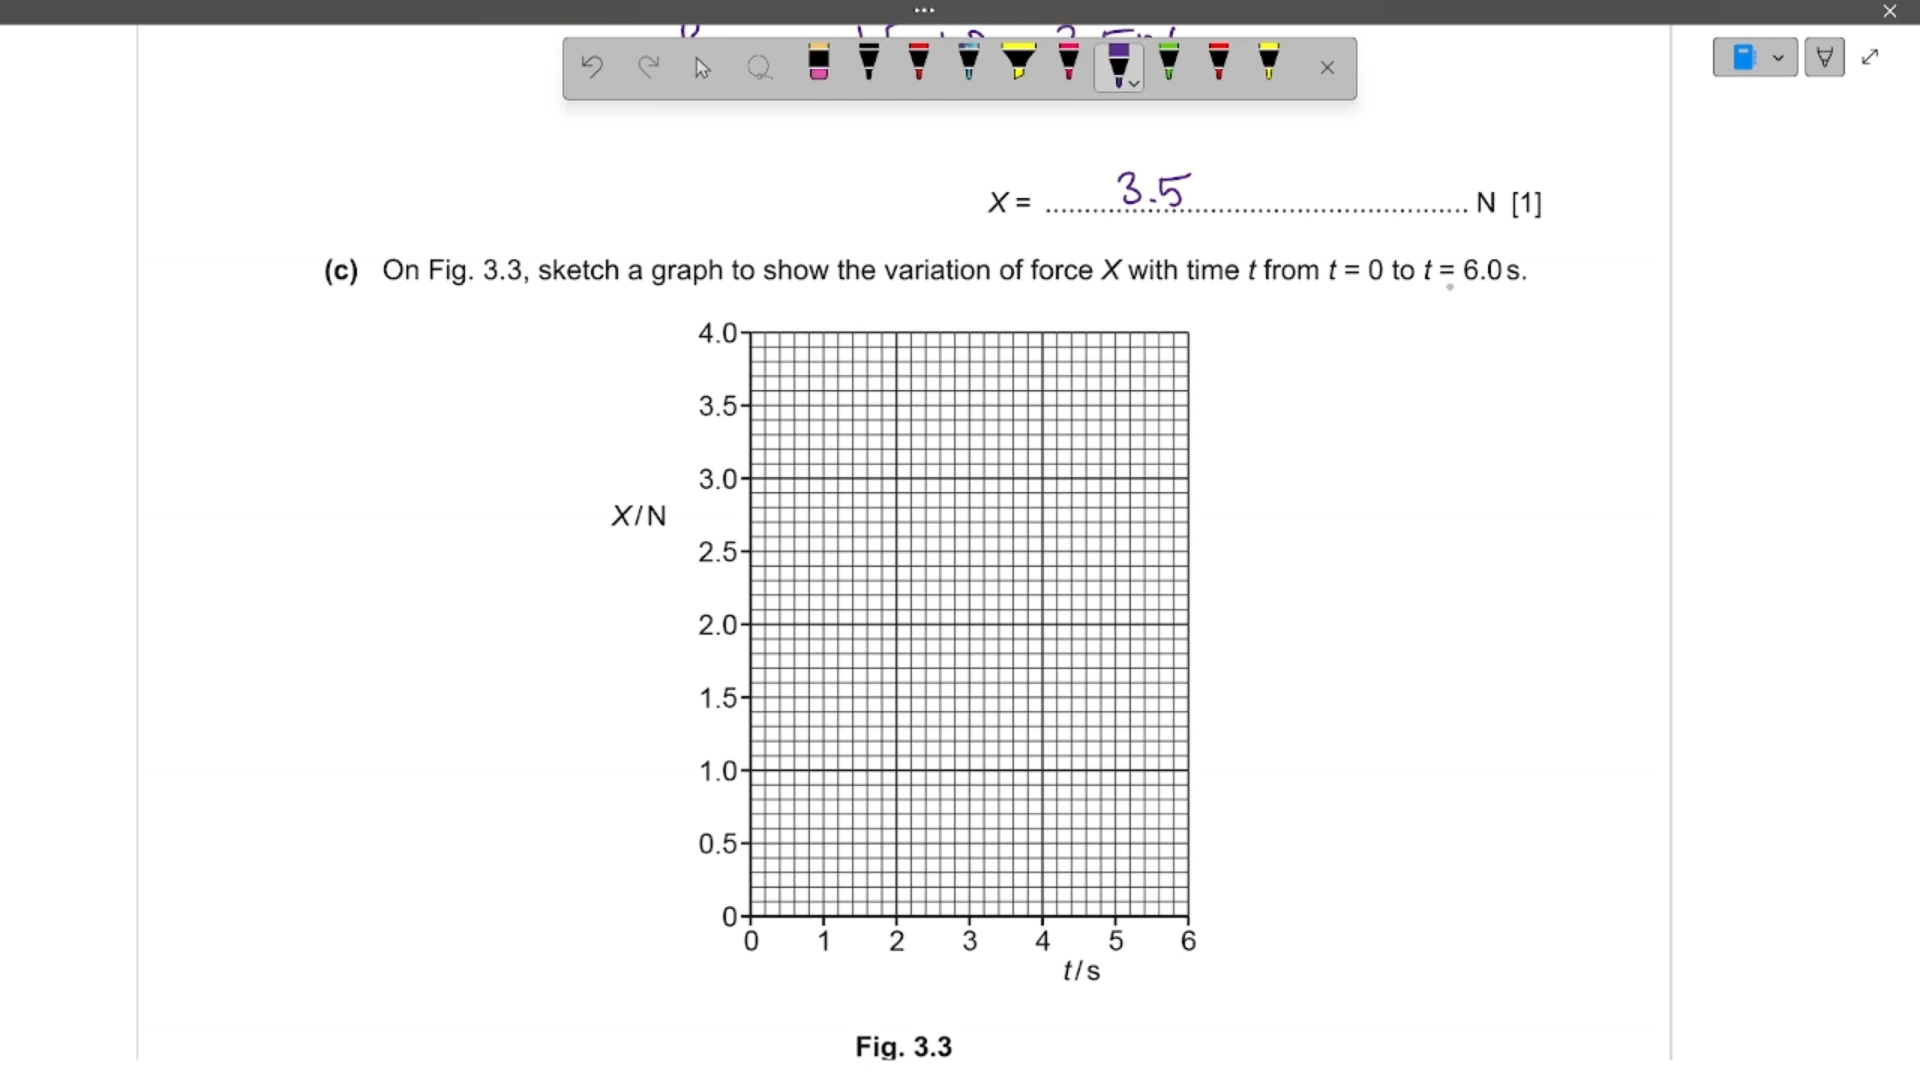 X = 3.5 N [1]
(c) On Fig. 3.3, sketch a graph to show the variation of force X with time t from t = 0 to t = 6.0 s.
4.0
3.5
3.0
X / N
2.5
2.0
1.5
1.0
0.5
0
0 1 2 3 4 5 6
t / s
Fig. 3.3